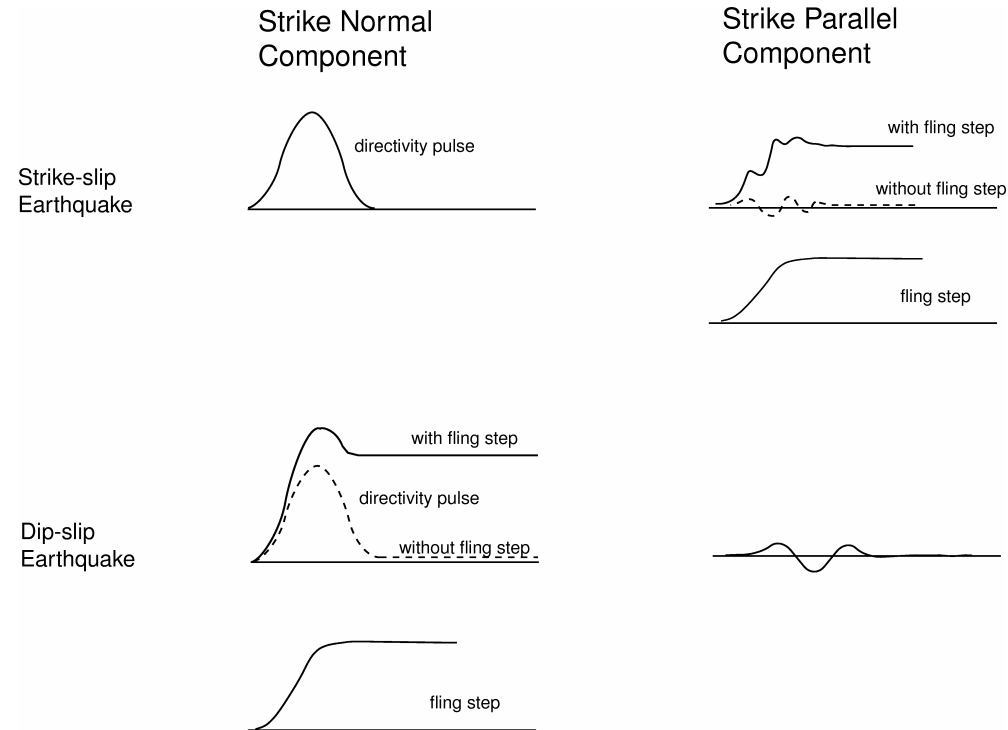 Strike Normal
Component
Strike Parallel
Component
Strike-slip
Earthquake
directivity pulse
with fling step
without fling step
fling step
Dip-slip
Earthquake
with fling step
directivity pulse
without fling step
fling step